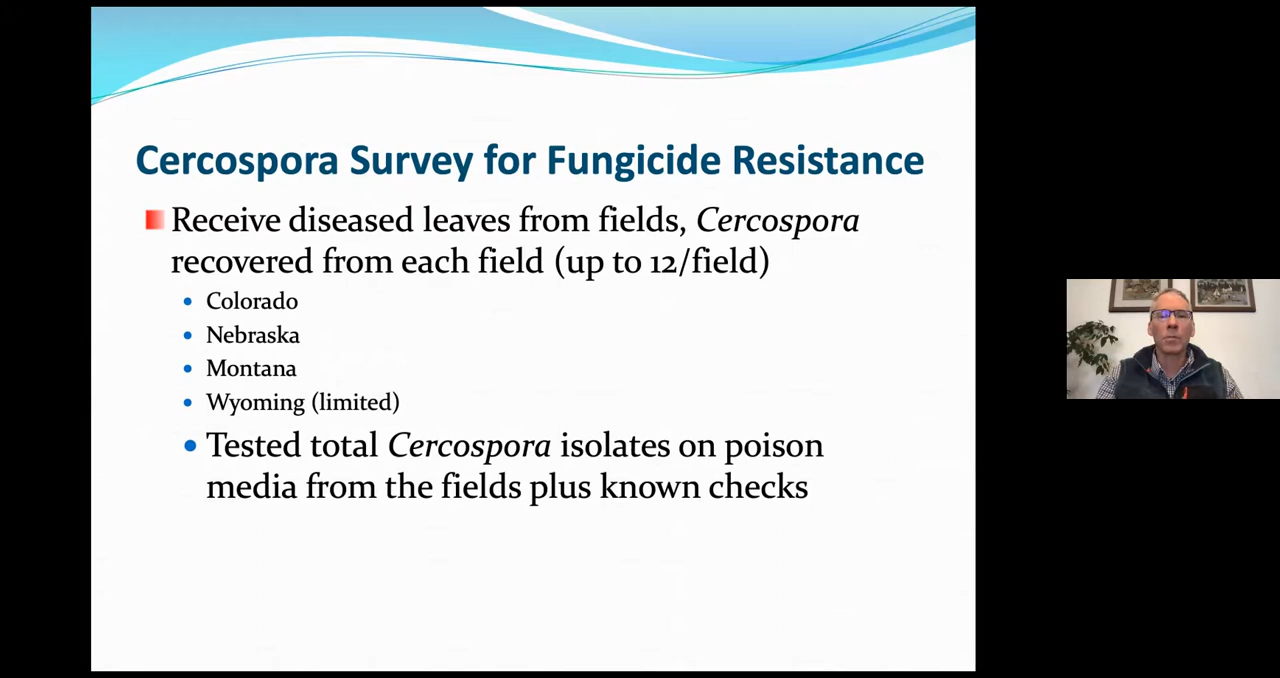 Cercospora Survey for Fungicide Resistance
Receive diseased leaves from fields, Cercospora
recovered from each field (up to 12/field)
• Colorado
• Nebraska
• Montana
• Wyoming (limited)
• Tested total Cercospora isolates on poison
media from the fields plus known checks